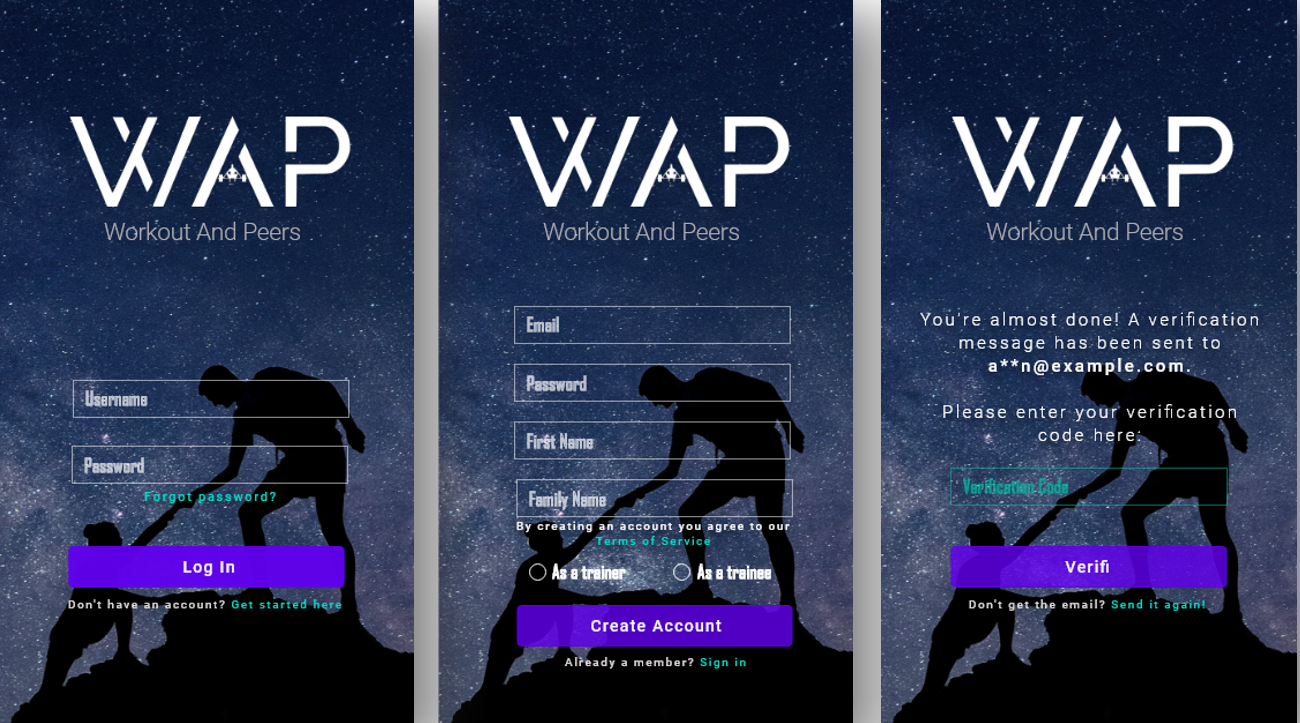 WAP
Workout And Peers
Username
Password
Forgot password?
Log In
Don't have an account? Get started here
WAP
Workout And Peers
Email
Password
First Name
Family Name
By creating an account you agree to our
Terms of Service
As a trainer
As a trainee
Create Account
Already a member? Sign in
WAP
Workout And Peers
You're almost done! A verification
message has been sent to
a**n@example.com.
Please enter your verification
code here:
Verification Code
Verifi
Don't get the email? Send it again!